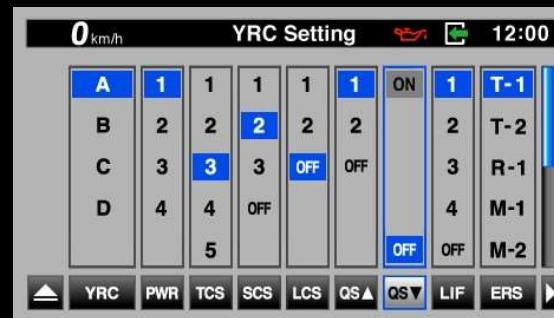 0 km/h YRC Setting 12:00
A 1 1 1 1 1 ON 1 T-1
B 2 2 2 2 2 2 T-2
C 3 3 3 OFF OFF 3 R-1
D 4 4 OFF 4 M-1
5 OFF OFF M-2
YRC PWR TCS SCS LCS QS▲ QS▼ LIF ERS